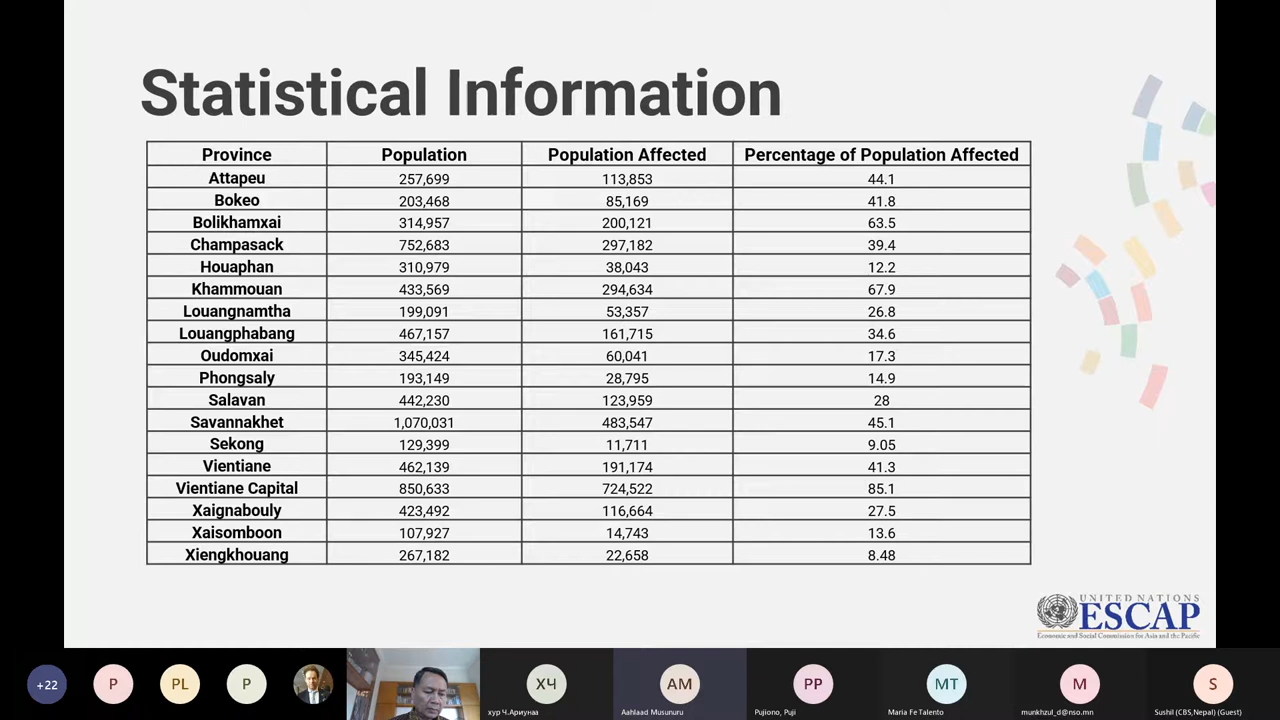 Statistical Information
Province Population Population Affected Percentage of Population Affected
Attapeu 257,699 113,853 44.1
Bokeo 203,468 85,169 41.8
Bolikhamxai 314,957 200,121 63.5
Champasack 752,683 297,182 39.4
Houaphan 310,979 38,043 12.2
Khammouan 433,569 294,634 67.9
Louangnamtha 199,091 53,357 26.8
Louangphabang 467,157 161,715 34.6
Oudomxai 345,424 60,041 17.3
Phongsaly 193,149 28,795 14.9
Salavan 442,230 123,959 28
Savannakhet 1,070,031 483,547 45.1
Sekong 129,399 11,711 9.05
Vientiane 462,139 191,174 41.3
Vientiane Capital 850,633 724,522 85.1
Xaignabouly 423,492 116,664 27.5
Xaisomboon 107,927 14,743 13.6
Xiengkhouang 267,182 22,658 8.48
UNITED NATIONS
ESCAP
Economic and Social Commission for Asia and the Pacific
+22 P PL P ХЧ AM PP MT M S
хур Ч.Ариунаа Aahlaad Musunuru Pujiono, Puji Maria Fe Talento munkhzul_d@nso.mn Sushil (CBS,Nepal) (Guest)